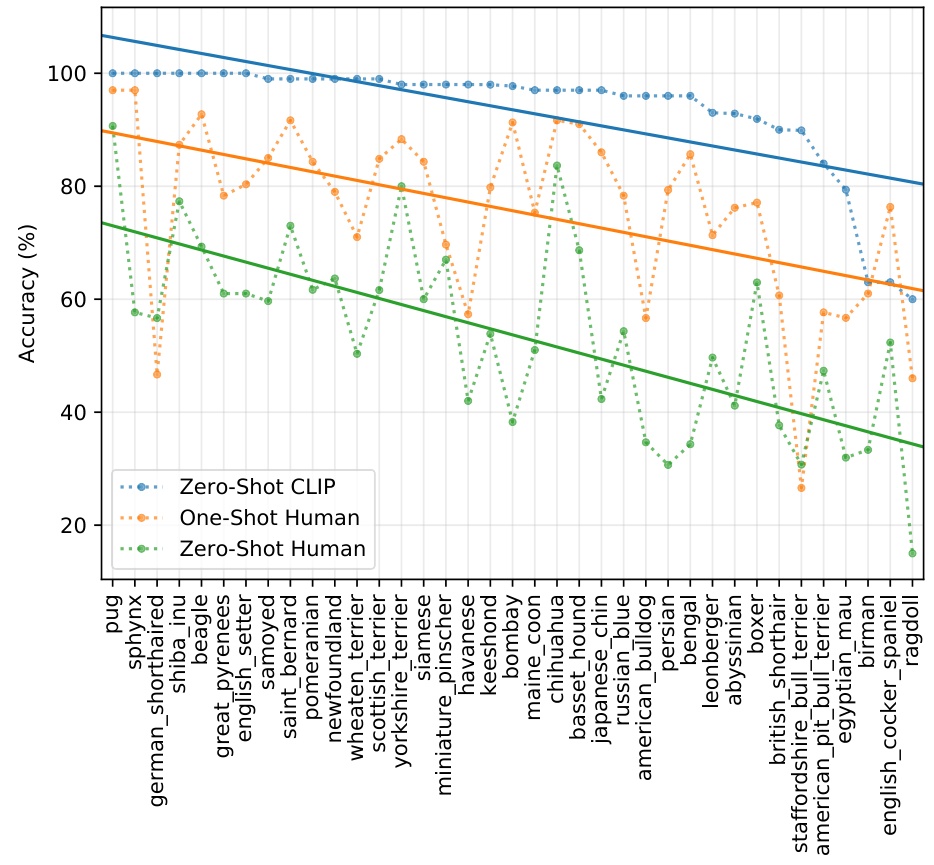 Accuracy (%)
100
80
60
40
20
Zero-Shot CLIP
One-Shot Human
Zero-Shot Human
pug
sphynx
german_shorthaired
shiba_inu
beagle
great_pyrenees
english_setter
samoyed
saint_bernard
pomeranian
newfoundland
wheaten_terrier
scottish_terrier
yorkshire_terrier
siamese
miniature_pinscher
havanese
keeshond
bombay
maine_coon
chihuahua
basset_hound
japanese_chin
russian_blue
american_bulldog
persian
bengal
leonberger
abyssinian
boxer
british_shorthair
staffordshire_bull_terrier
american_pit_bull_terrier
egyptian_mau
birman
english_cocker_spaniel
ragdoll